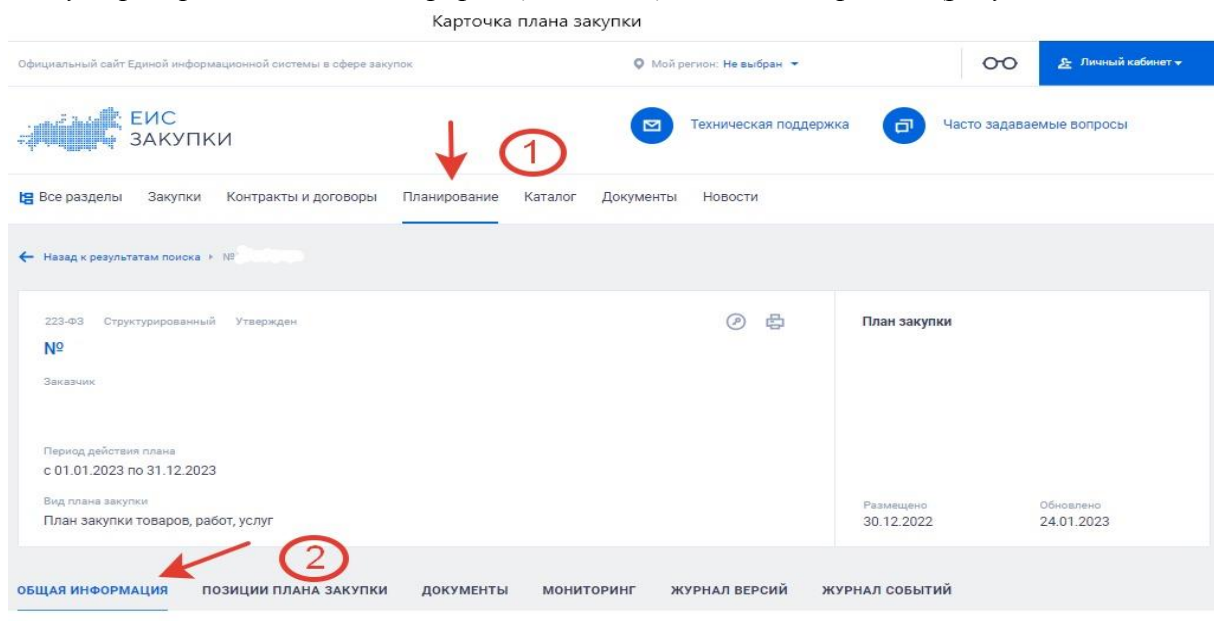 Карточка плана закупки
Официальный сайт Единой информационной системы в сфере закупок Мой регион: Не выбран Личный кабинет
ЕИС
ЗАКУПКИ
Техническая поддержка Часто задаваемые вопросы
1
Все разделы Закупки Контракты и договоры Планирование Каталог Документы Новости
Назад к результатам поиска №
223-ФЗ Структурированный Утвержден
План закупки
№
Заказчик
Период действия плана
с 01.01.2023 по 31.12.2023
Вид плана закупки
План закупки товаров, работ, услуг
Размещено Обновлено
30.12.2022 24.01.2023
2
ОБЩАЯ ИНФОРМАЦИЯ ПОЗИЦИИ ПЛАНА ЗАКУПКИ ДОКУМЕНТЫ МОНИТОРИНГ ЖУРНАЛ ВЕРСИЙ ЖУРНАЛ СОБЫТИЙ